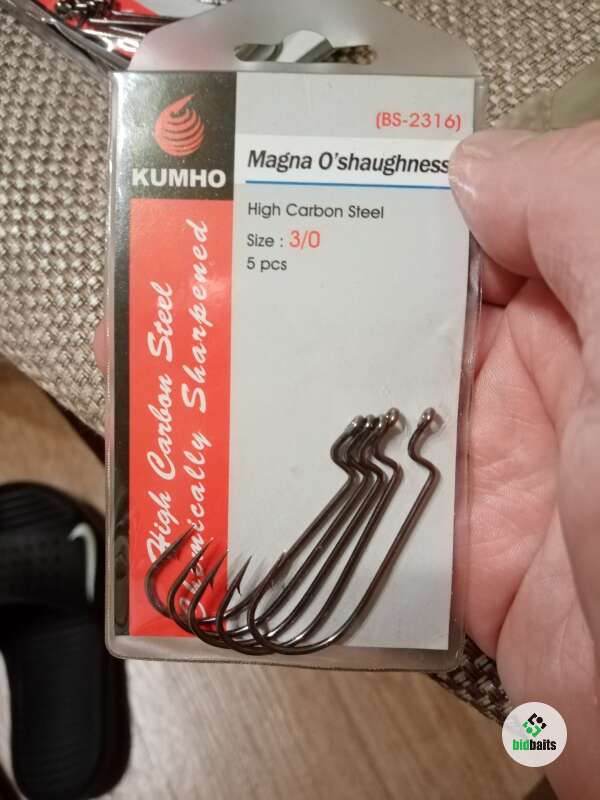 (BS-2316)
KUMHO
Magna O'shaughness
High Carbon Steel
Size : 3/0
5 pcs
High Carbon Steel
Chemically Sharpened
bidbaits